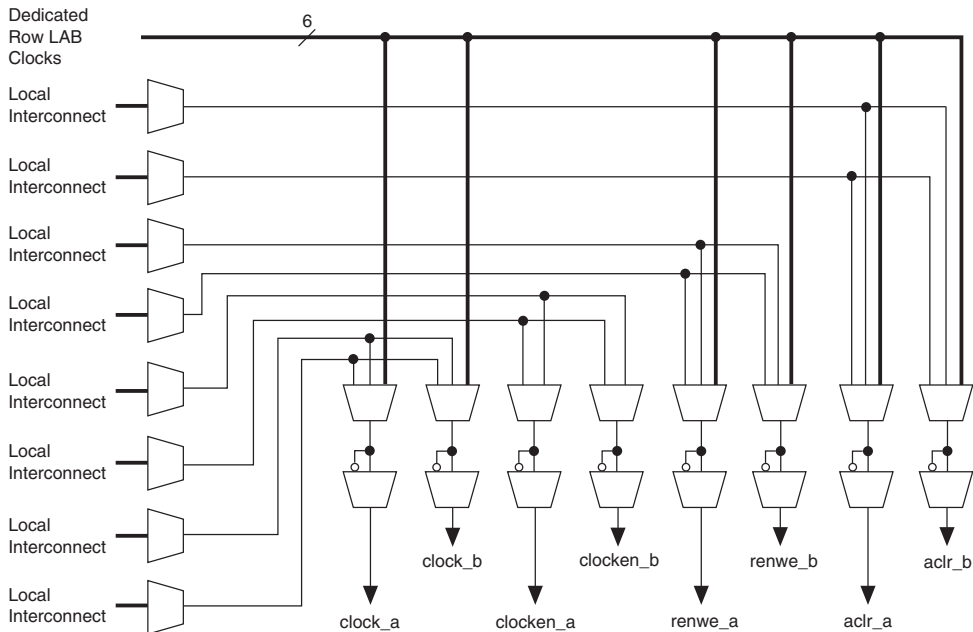 Dedicated
Row LAB
Clocks
6
Local
Interconnect
Local
Interconnect
Local
Interconnect
Local
Interconnect
Local
Interconnect
Local
Interconnect
Local
Interconnect
Local
Interconnect
clock_b
clocken_b
renwe_b
aclr_b
clock_a
clocken_a
renwe_a
aclr_a